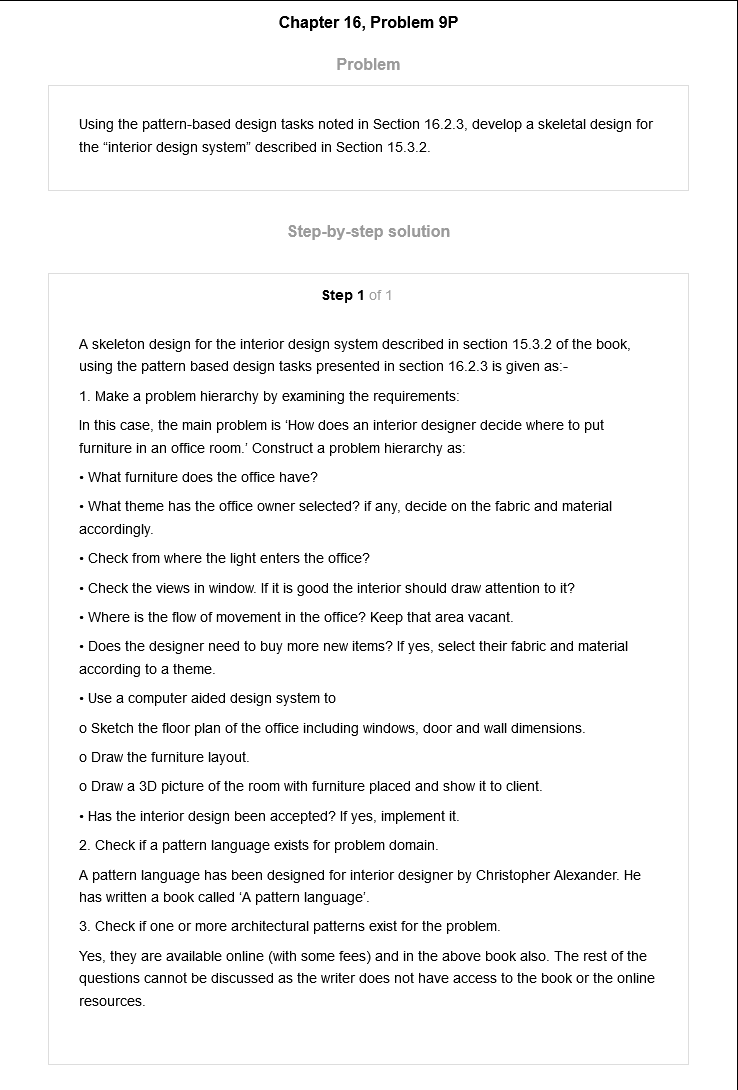 Chapter 16, Problem 9P
Problem
Using the pattern-based design tasks noted in Section 16.2.3, develop a skeletal design for
the “interior design system” described in Section 15.3.2.
Step-by-step solution
Step 1 of 1
A skeleton design for the interior design system described in section 15.3.2 of the book,
using the pattern based design tasks presented in section 16.2.3 is given as:-
1. Make a problem hierarchy by examining the requirements:
In this case, the main problem is ‘How does an interior designer decide where to put
furniture in an office room.’ Construct a problem hierarchy as:
• What furniture does the office have?
• What theme has the office owner selected? if any, decide on the fabric and material
accordingly.
• Check from where the light enters the office?
• Check the views in window. If it is good the interior should draw attention to it?
• Where is the flow of movement in the office? Keep that area vacant.
• Does the designer need to buy more new items? If yes, select their fabric and material
according to a theme.
• Use a computer aided design system to
o Sketch the floor plan of the office including windows, door and wall dimensions.
o Draw the furniture layout.
o Draw a 3D picture of the room with furniture placed and show it to client.
• Has the interior design been accepted? If yes, implement it.
2. Check if a pattern language exists for problem domain.
A pattern language has been designed for interior designer by Christopher Alexander. He
has written a book called ‘A pattern language’.
3. Check if one or more architectural patterns exist for the problem.
Yes, they are available online (with some fees) and in the above book also. The rest of the
questions cannot be discussed as the writer does not have access to the book or the online
resources.